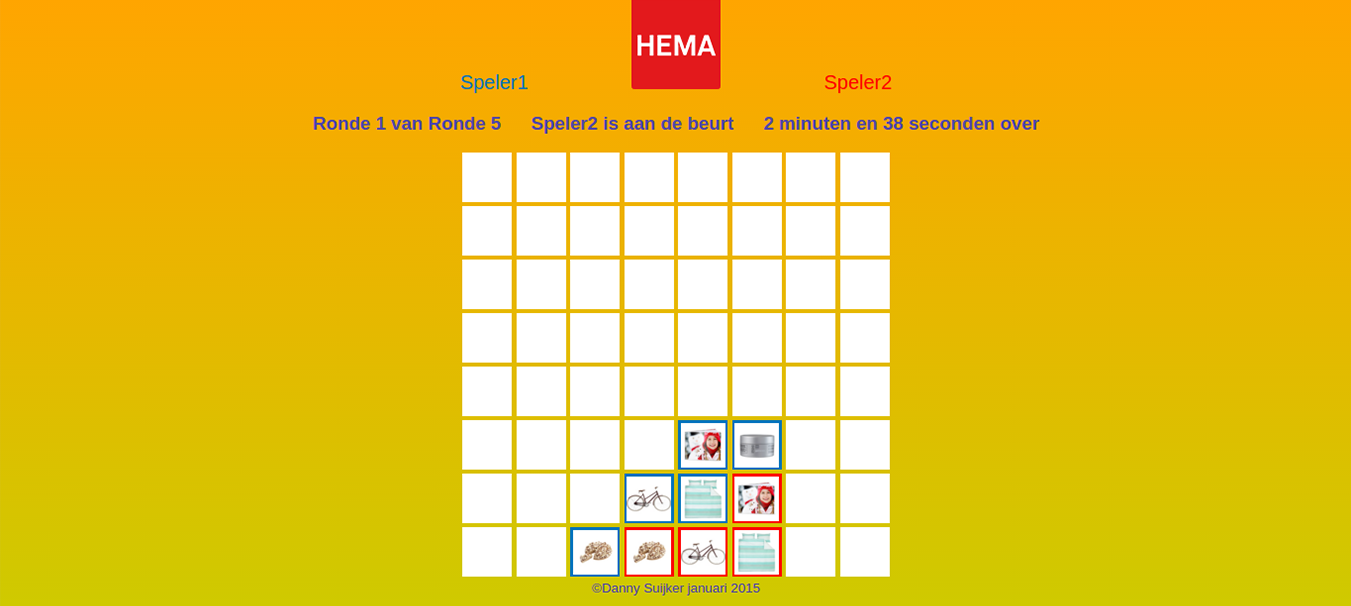 HEMA
Speler1 Speler2
Ronde 1 van Ronde 5 Speler2 is aan de beurt 2 minuten en 38 seconden over
©Danny Suijker januari 2015